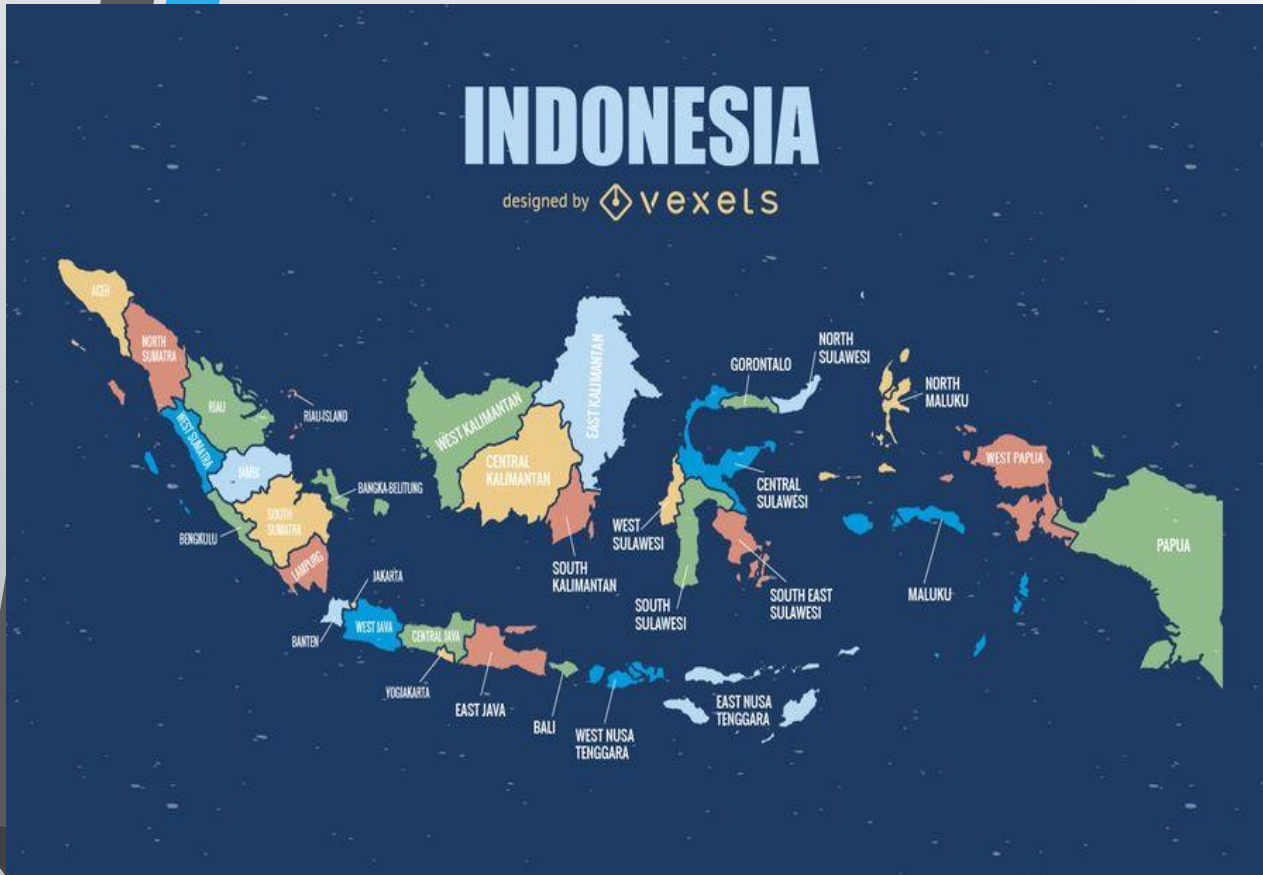 INDONESIA
designed by vexels
ACEH
NORTH
SUMATRA
RIAU
RIAU-ISLAND
WEST SUMATRA
JAMBI
BANGKA-BELITUNG
SOUTH
SUMATRA
BENGKULU
LAMPURG
JAKARTA
BANTEN
WEST JAVA
CENTRAL JAVA
YOGIAKARTA
EAST JAVA
BALI
WEST NUSA
TENGGARA
EAST NUSA
TENGGARA
WEST KALIMANTAN
CENTRAL
KALIMANTAN
EAST KALIMANTAN
SOUTH
KALIMANTAN
GORONTALO
NORTH
SULAWESI
CENTRAL
SULAWESI
WEST
SULAWESI
SOUTH
SULAWESI
SOUTH EAST
SULAWESI
NORTH
MALUKU
MALUKU
WEST PAPUA
PAPUA